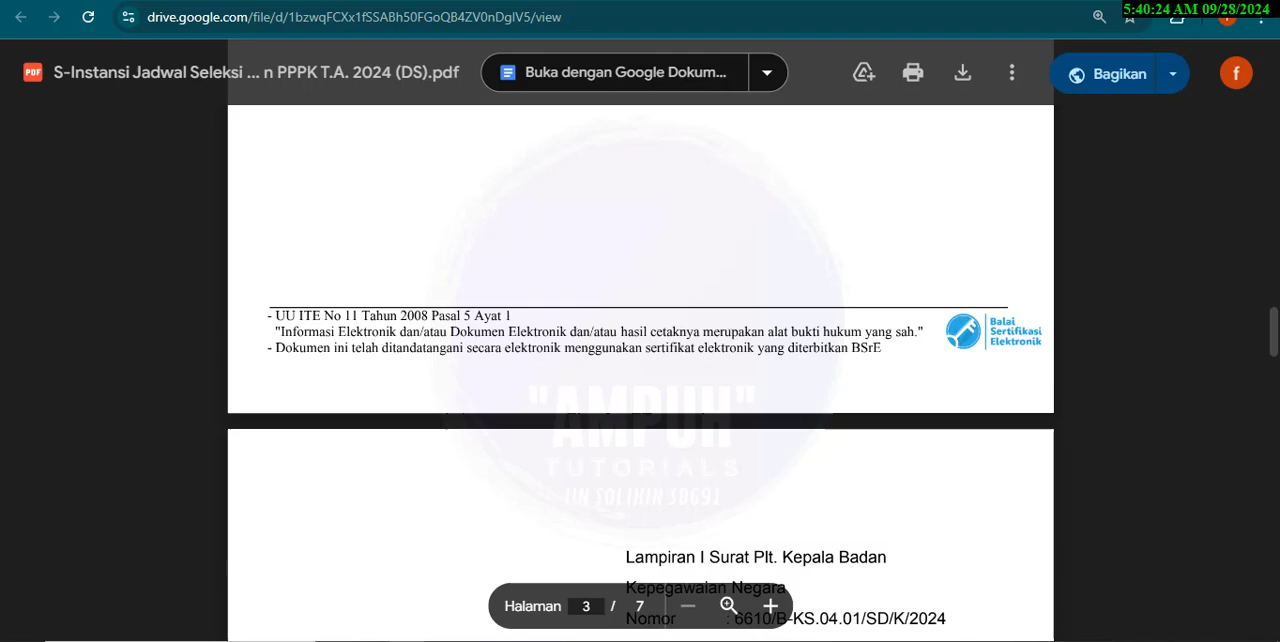 drive.google.com/file/d/1bzwqFCXx1fSSABh50FGoQB4ZV0nDglV5/view
5:40:24 AM 09/28/2024
PDF
S-Instansi Jadwal Seleksi ... n PPPK T.A. 2024 (DS).pdf
Buka dengan Google Dokum...
Bagikan
f
- UU ITE No 11 Tahun 2008 Pasal 5 Ayat 1
"Informasi Elektronik dan/atau Dokumen Elektronik dan/atau hasil cetaknya merupakan alat bukti hukum yang sah."
- Dokumen ini telah ditandatangani secara elektronik menggunakan sertifikat elektronik yang diterbitkan BSrE
Balai
Sertifikasi
Elektronik
"AMPUH"
TUTORIALS
IIN SOLIHIN SDG91
Lampiran I Surat Plt. Kepala Badan
Kepegawaian Negara
Nomor : 6610/B-KS.04.01/SD/K/2024
Halaman 3 / 7